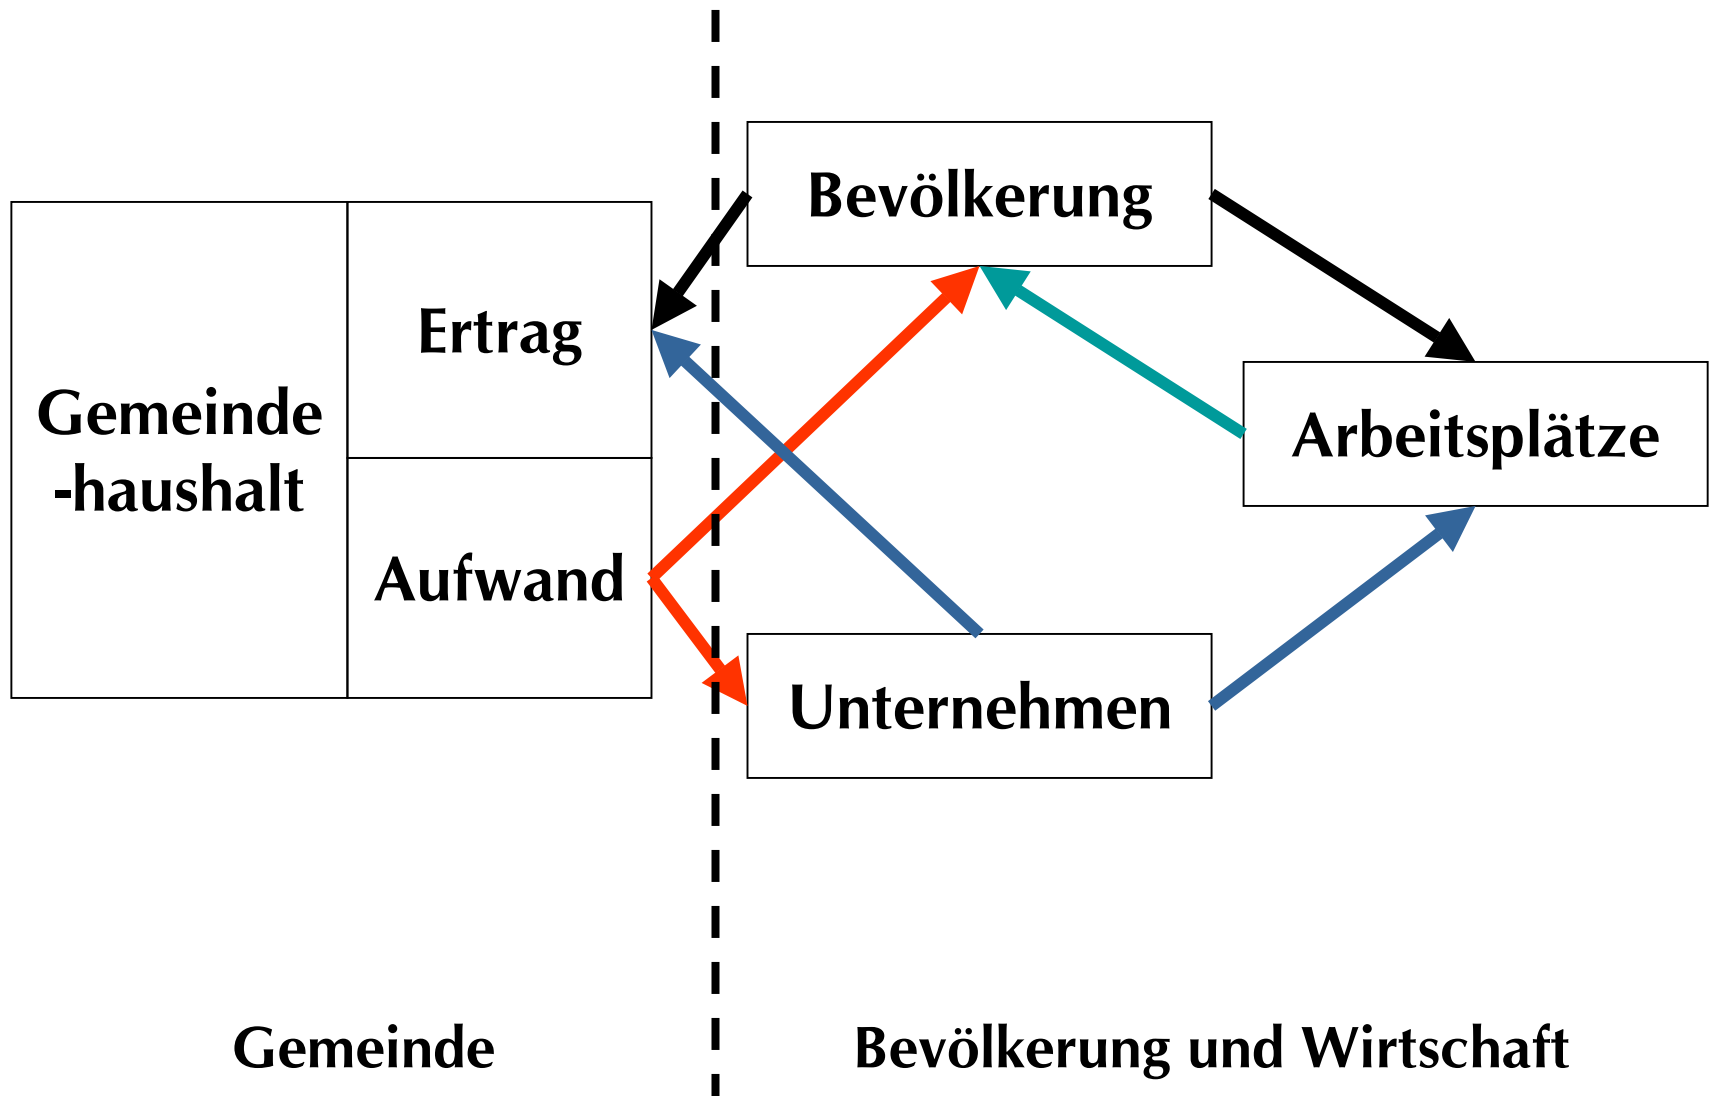 Bevölkerung
Ertrag
Gemeinde
-haushalt
Arbeitsplätze
Aufwand
Unternehmen
Gemeinde
Bevölkerung und Wirtschaft